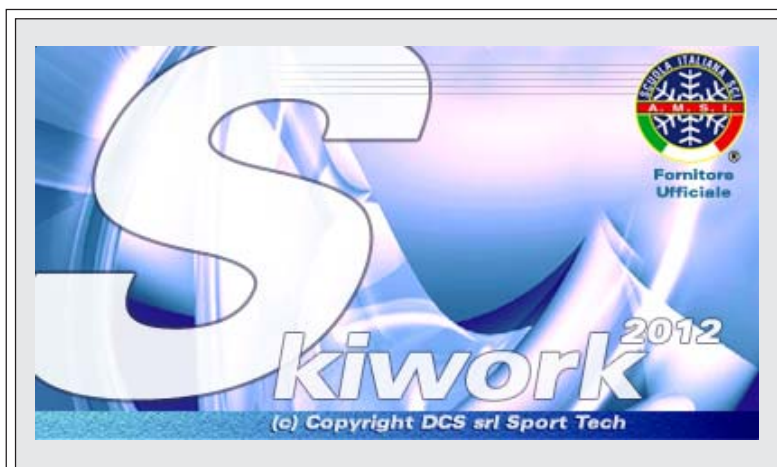 SCUOLA ITALIANA SCI
A. M. S. I.
®
Fornitore
Ufficiale
Skiwork 2012
(c) Copyright DCS srl Sport Tech